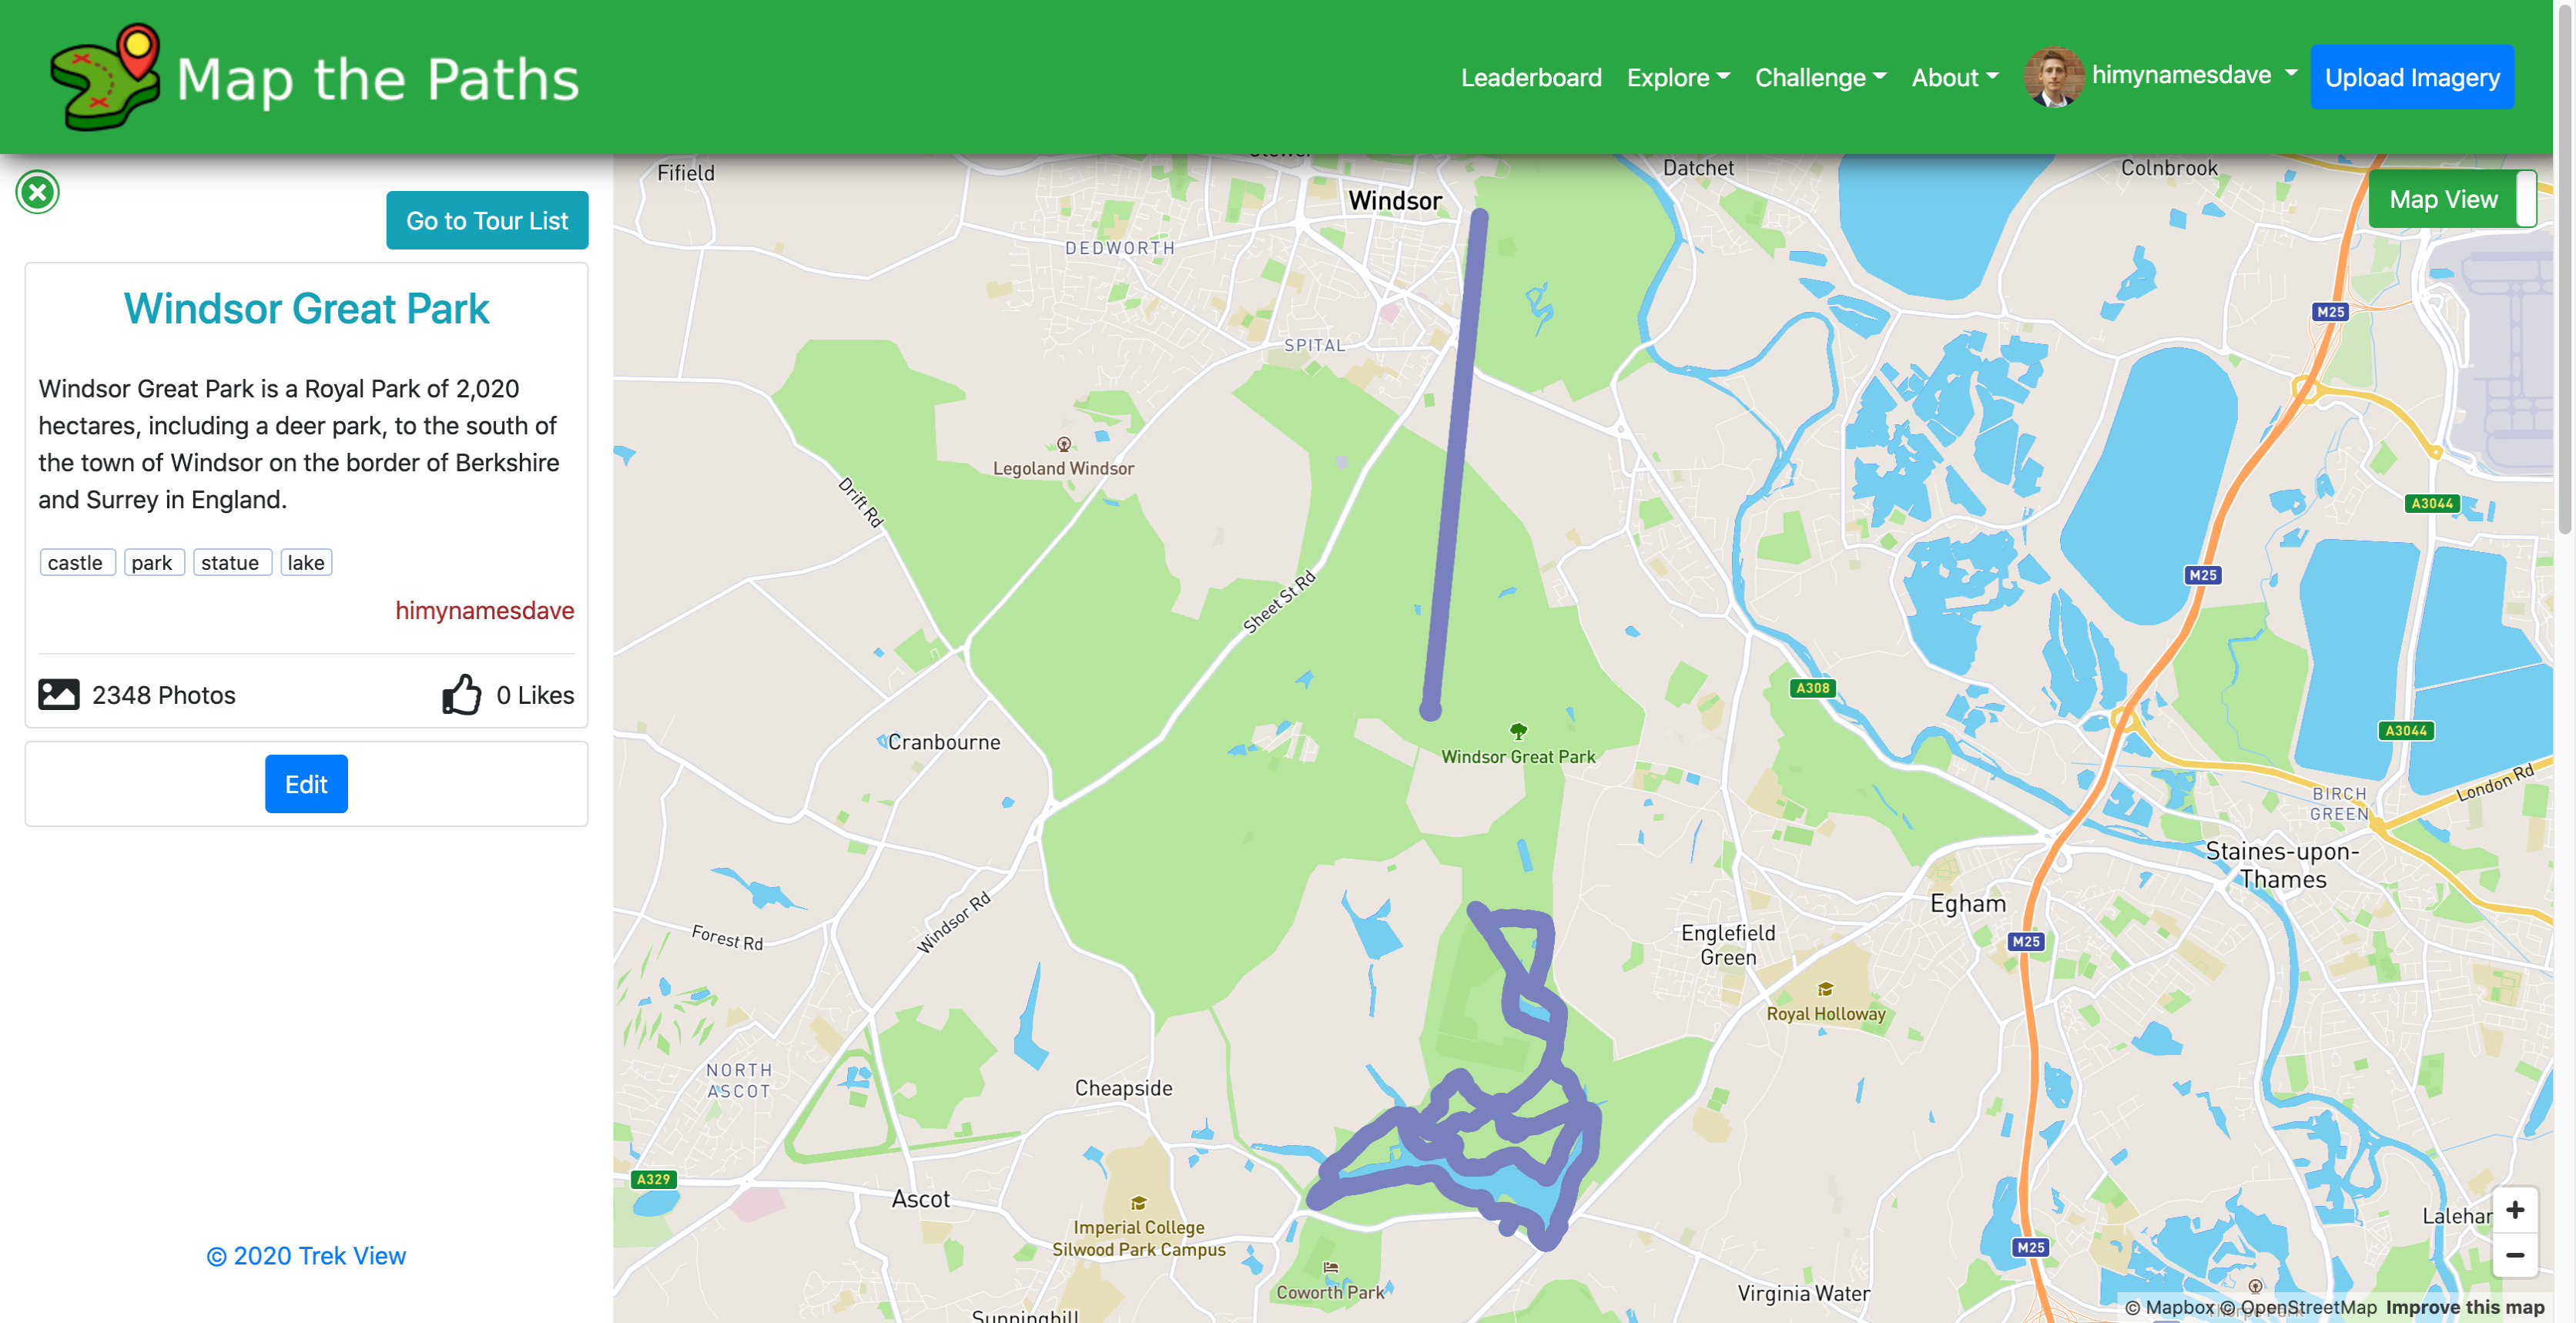 Map the Paths
Leaderboard
Explore
Challenge
About
himynamesdave
Upload Imagery
Go to Tour List
Windsor Great Park
Windsor Great Park is a Royal Park of 2,020
hectares, including a deer park, to the south of
the town of Windsor on the border of Berkshire
and Surrey in England.
castle
park
statue
lake
himynamesdave
2348 Photos
0 Likes
Edit
© 2020 Trek View
Fifield
Windsor
Datchet
Colnbrook
Map View
DEDWORTH
M25
SPITAL
Legoland Windsor
Drift Rd
A3044
M25
Sheet St Rd
A308
Cranbourne
Windsor Great Park
A3044
London Rd
BIRCH
GREEN
Staines-upon-
Thames
Egham
Windsor Rd
Forest Rd
Englefield
Green
M25
Royal Holloway
NORTH
ASCOT
Cheapside
A329
Ascot
Imperial College
Silwood Park Campus
Lalehar
M25
Coworth Park
Virginia Water
Sunninghill
© Mapbox © OpenStreetMap Improve this map